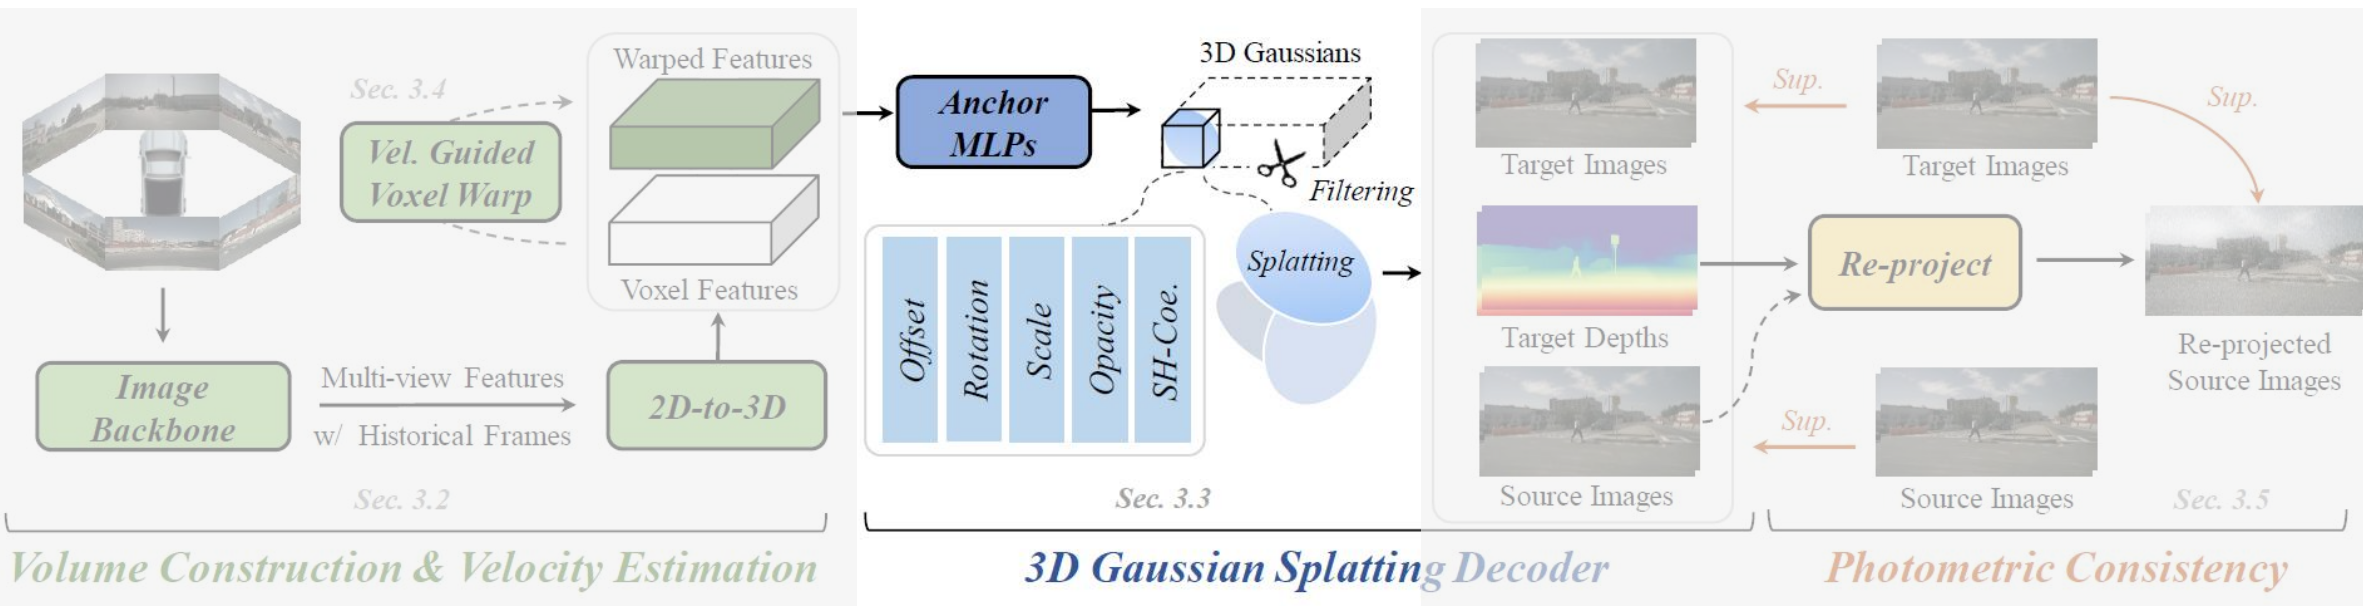 Sec. 3.4
Vel. Guided
Voxel Warp
Warped Features
Voxel Features
Image
Backbone
Multi-view Features
w/ Historical Frames
2D-to-3D
Sec. 3.2
Volume Construction & Velocity Estimation
Anchor
MLPs
3D Gaussians
Filtering
Offset
Rotation
Scale
Opacity
SH-Coe.
Splatting
Sec. 3.3
3D Gaussian Splatting Decoder
Target Images
Target Depths
Source Images
Sup.
Target Images
Sup.
Re-project
Re-projected
Source Images
Sup.
Source Images
Sec. 3.5
Photometric Consistency